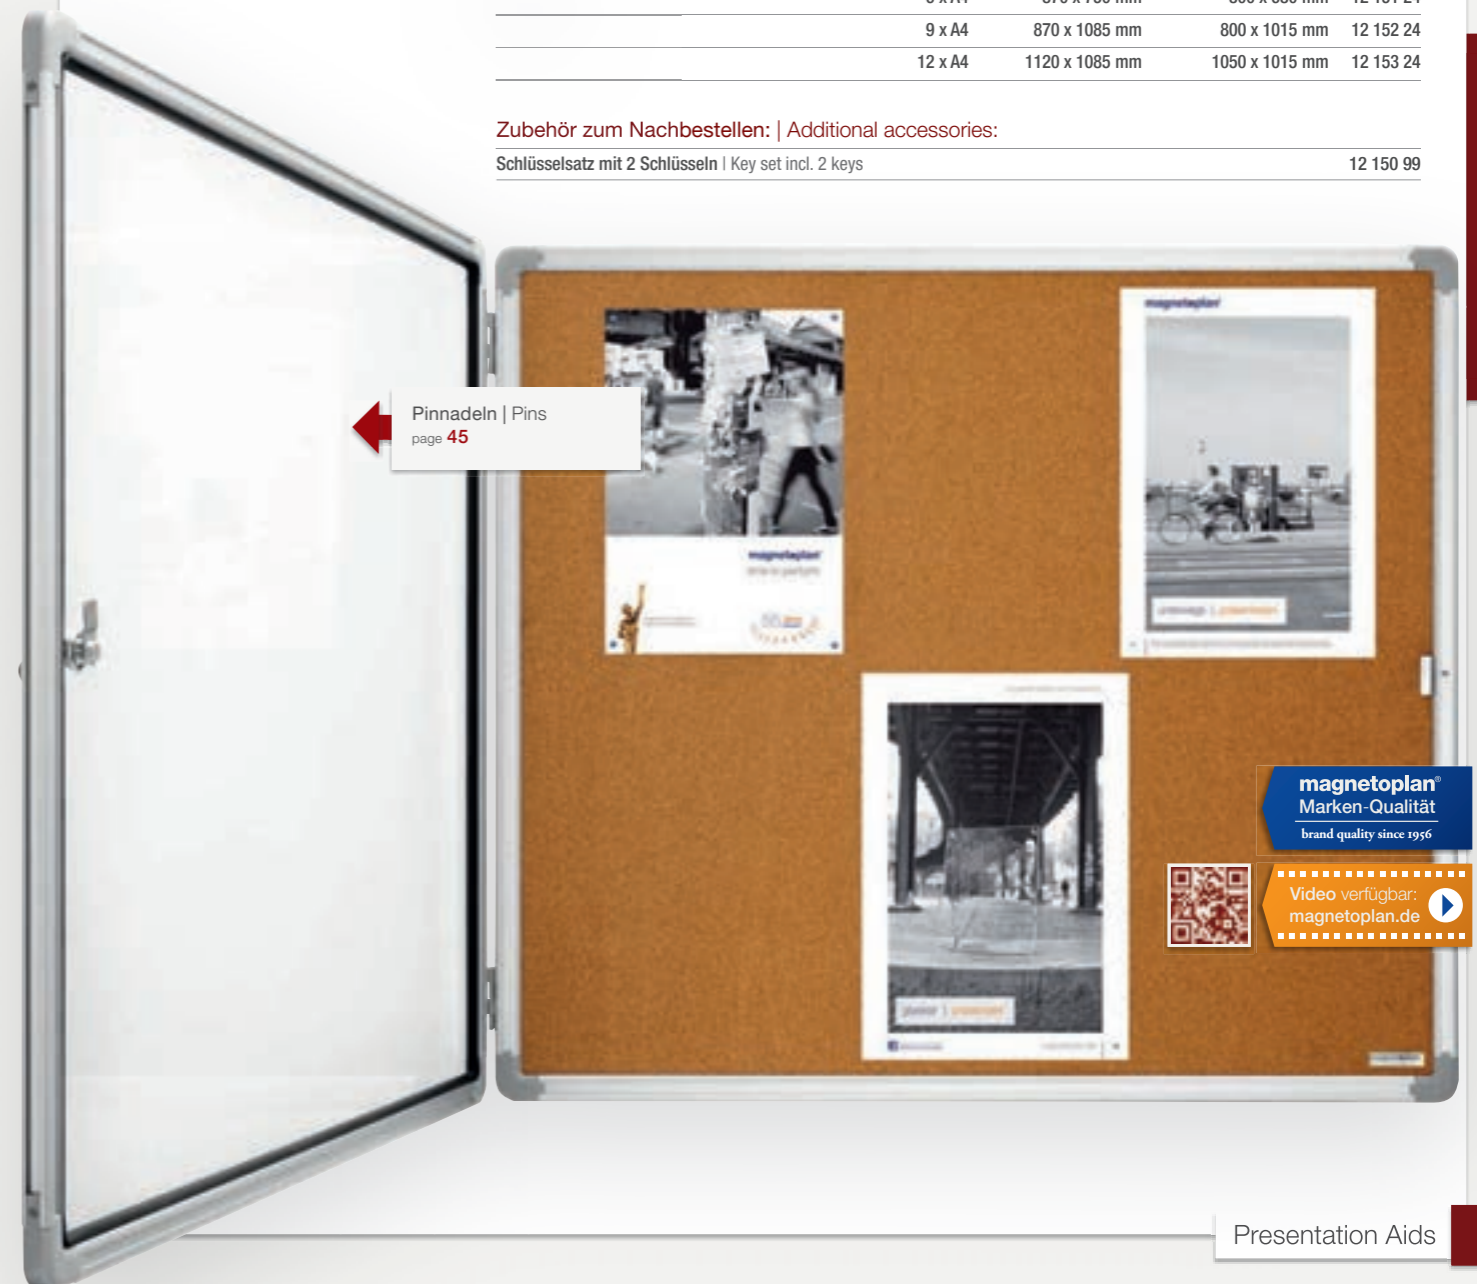 9 x A4 870 x 1085 mm 800 x 1015 mm 12 152 24
12 x A4 1120 x 1085 mm 1050 x 1015 mm 12 153 24
Zubehör zum Nachbestellen: | Additional accessories:
Schlüsselsatz mit 2 Schlüsseln | Key set incl. 2 keys 12 150 99
magnetoplan
Pinnadeln | Pins
page 45
magnetoplan
magnetoplan®
Marken-Qualität
brand quality since 1956
Video verfügbar:
magnetoplan.de
Presentation Aids